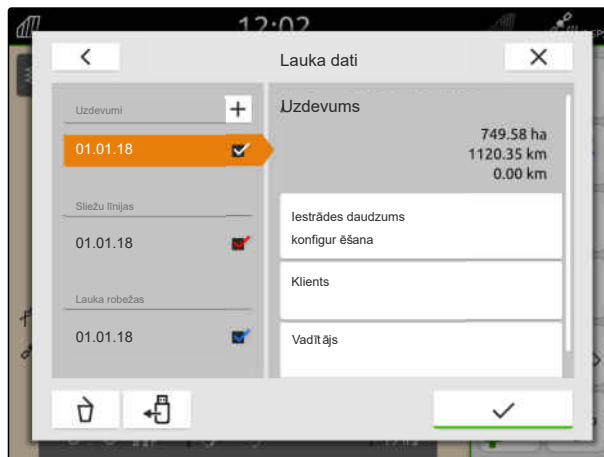 12:02
GPS
Lauka dati
Uzdevumi
+
01.01.18
Sliežu līnijas
01.01.18
Lauka robežas
01.01.18
Uzdevums
749.58 ha
1120.35 km
0.00 km
Iestrādes daudzums
konfigur ēšana
Klients
Vadītājs